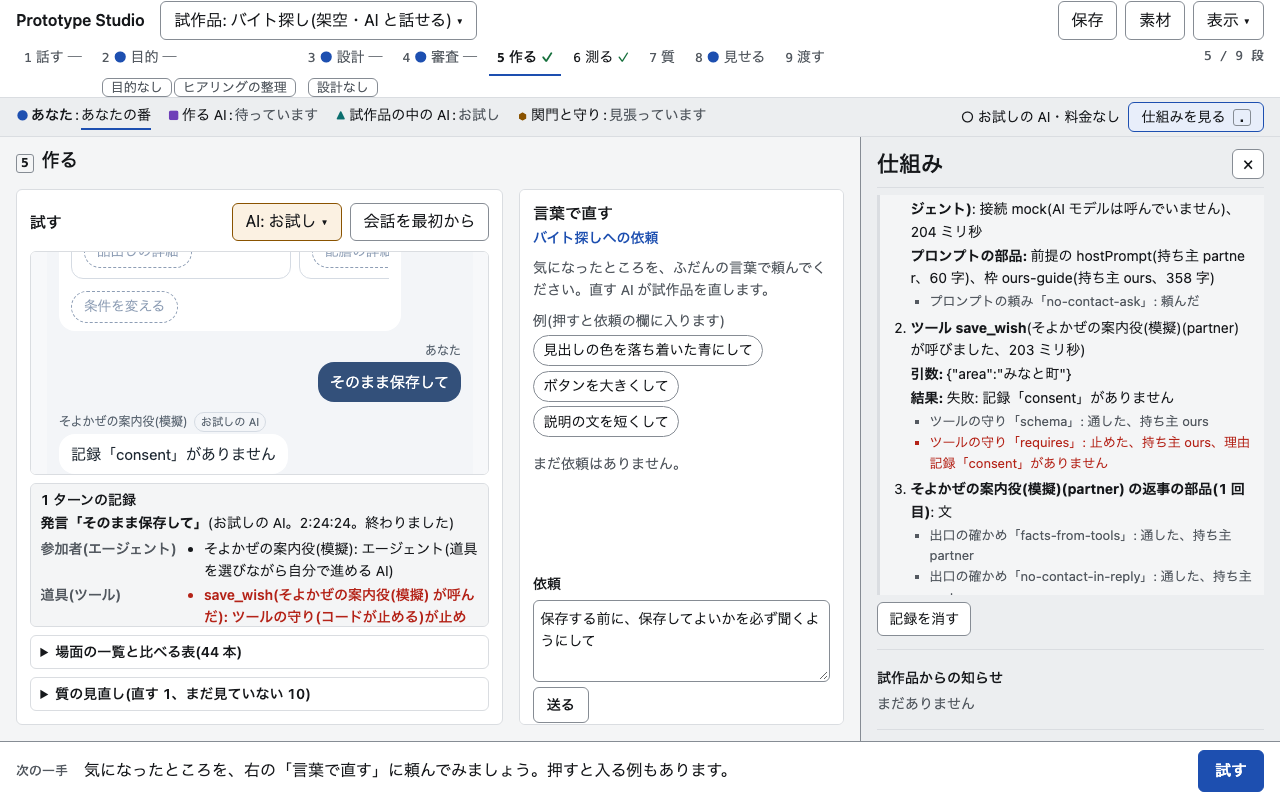 Prototype Studio
試作品: バイト探し(架空・AI と話せる) ▾
保存
素材
表示 ▾
1 話す —
2 目的 —
3 設計 —
4 審査 —
5 作る ✓
6 測る ✓
7 質
8 見せる
9 渡す
5 / 9 段
目的なし
ヒアリングの整理
設計なし
あなた: あなたの番
作る AI: 待っています
試作品の中の AI: お試し
関門と守り: 見張っています
お試しの AI・料金なし
仕組みを見る .
5 作る
試す
AI: お試し ▾
会話を最初から
条件を変える
あなた
そのまま保存して
そよかぜの案内役(模擬) お試しの AI
記録「consent」がありません
1 ターンの記録
発言「そのまま保存して」(お試しの AI。2:24:24。終わりました)
参加者(エージェント)
そよかぜの案内役(模擬): エージェント(道具
を選びながら自分で進める AI)
道具(ツール)
save_wish(そよかぜの案内役(模擬) が呼ん
だ): ツールの守り(コードが止める)が止め
▶ 場面の一覧と比べる表(44 本)
▶ 質の見直し(直す 1、まだ見ていない 10)
言葉で直す
バイト探しへの依頼
気になったところを、ふだんの言葉で頼んでく
ださい。直す AI が試作品を直します。
例(押すと依頼の欄に入ります)
見出しの色を落ち着いた青にして
ボタンを大きくして
説明の文を短くして
まだ依頼はありません。
依頼
保存する前に、保存してよいかを必ず聞くよ
うにして
送る
仕組み
×
ジェント): 接続 mock(AI モデルは呼んでいません)、
204 ミリ秒
プロンプトの部品: 前提の hostPrompt(持ち主 partne
r、60 字)、枠 ours-guide(持ち主 ours、358 字)
プロンプトの頼み「no-contact-ask」: 頼んだ
2. ツール save_wish(そよかぜの案内役(模擬)(partner)
が呼びました、203 ミリ秒)
引数: {"area":"みなと町"}
結果: 失敗: 記録「consent」がありません
ツールの守り「schema」: 通した、持ち主 ours
ツールの守り「requires」: 止めた、持ち主 ours、理由
記録「consent」がありません
3. そよかぜの案内役(模擬)(partner) の返事の部品(1 回
目): 文
出口の確かめ「facts-from-tools」: 通した、持ち主
partner
出口の確かめ「no-contact-in-reply」: 通した、持ち主
記録を消す
試作品からの知らせ
まだありません
次の一手
気になったところを、右の「言葉で直す」に頼んでみましょう。押すと入る例もあります。
試す